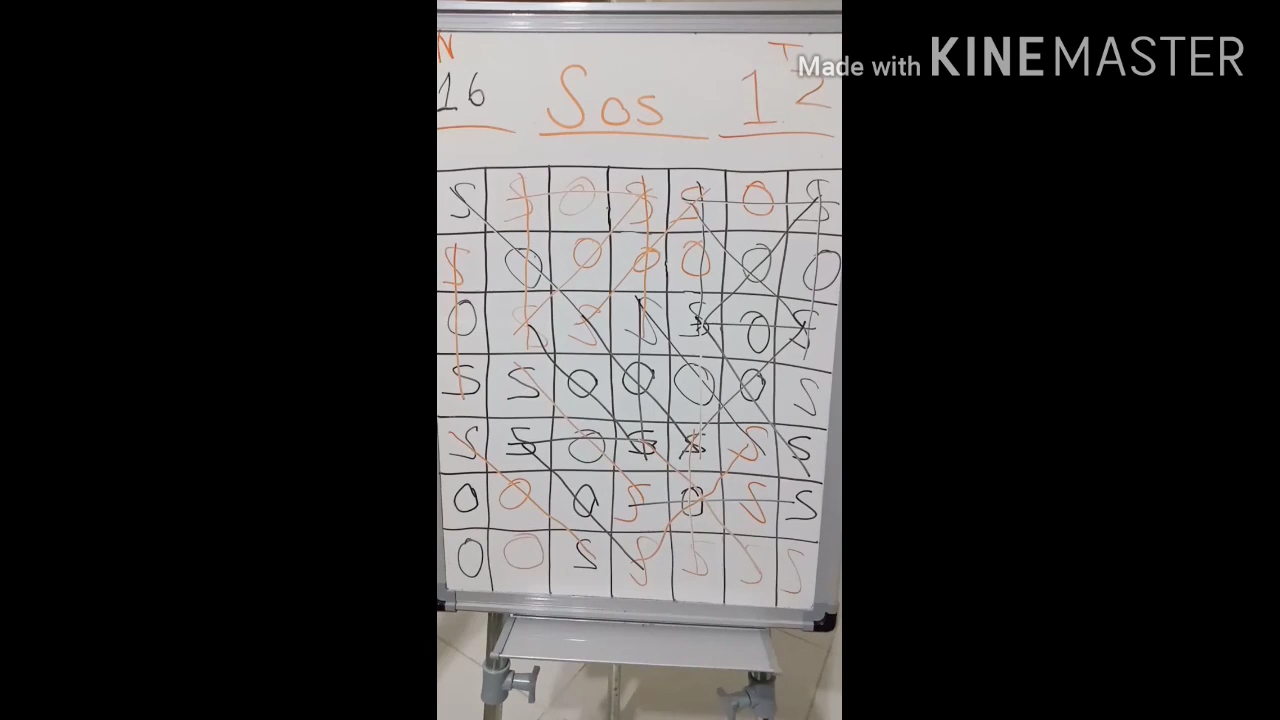 Made with KINEMASTER
N T
16 Sos 12
S S O S S O S
S O O O O O O
O S S S S O S
S S O O O O S
S S O S S S S
O O O S O S S
O O S S S S S